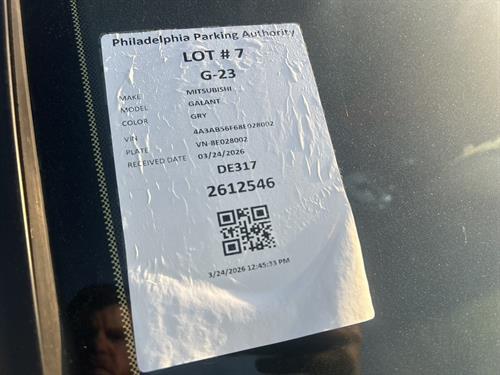 Philadelphia Parking Authority
LOT # 7
G-23
MAKE MITSUBISHI
MODEL GALANT
COLOR GRY
VIN 4A3AB56F68E028002
PLATE VN-8E028002
RECEIVED DATE 03/24/2026
DE317
2612546
3/24/2026 12:45:33 PM